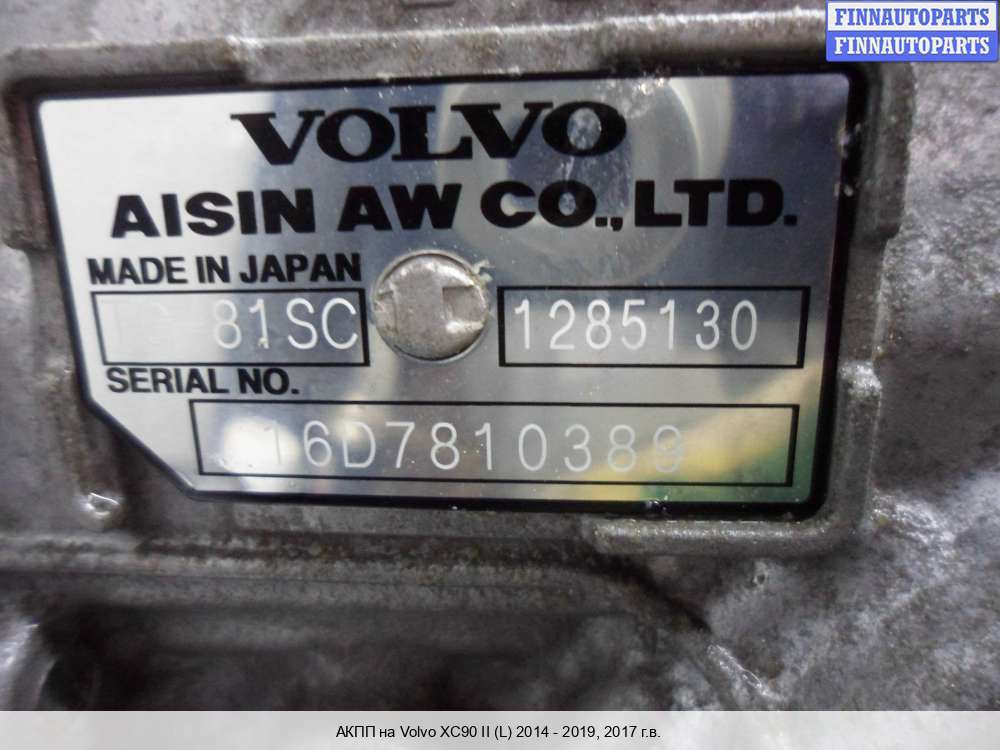 FINNAUTOPARTS
FINNAUTOPARTS
VOLVO
AISIN AW CO., LTD.
MADE IN JAPAN
81SC 1285130
SERIAL NO.
АКПП на Volvo XC90 II (L) 2014 - 2019, 2017 г.в.